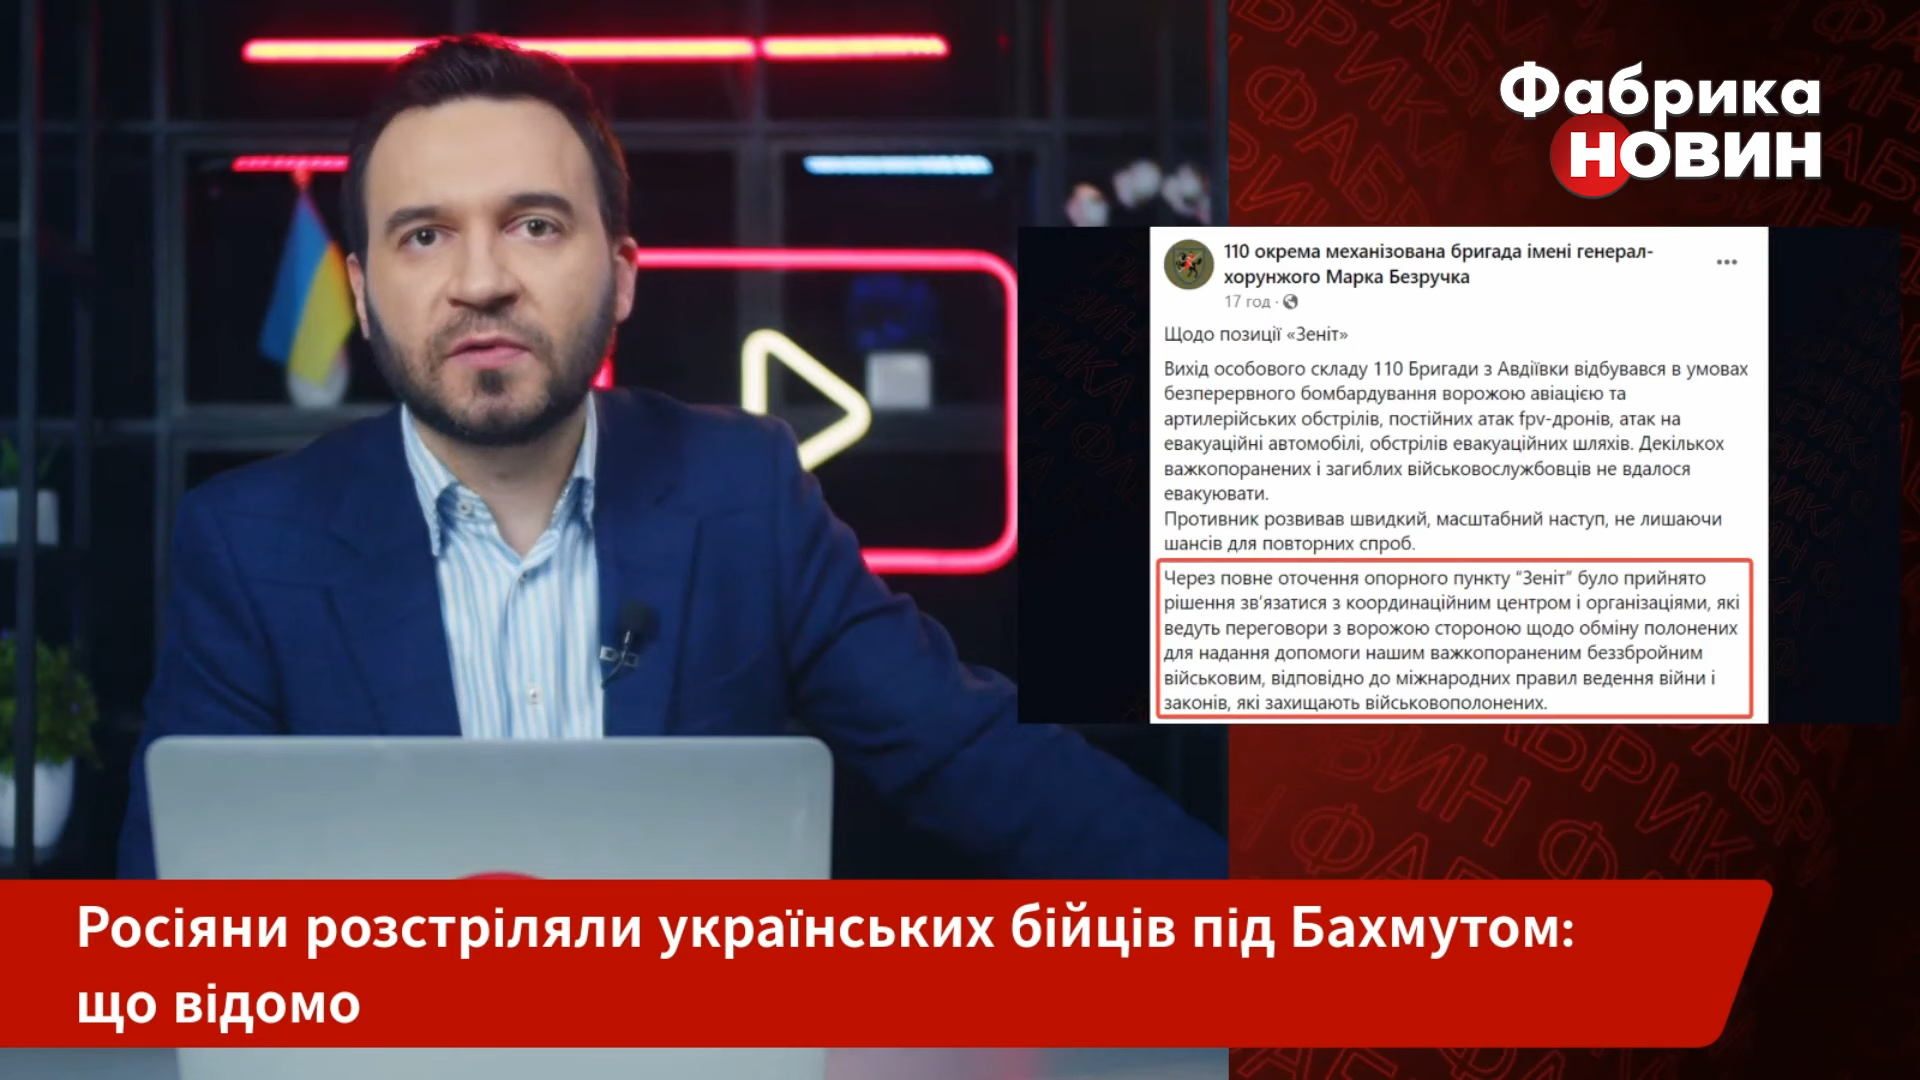 Фабрика
новин
110 окрема механізована бригада імені генерал-
хорунжого Марка Безручка
17 год ·
Щодо позиції «Зеніт»
Вихід особового складу 110 Бригади з Авдіївки відбувався в умовах
безперервного бомбардування ворожою авіацією та
артилерійських обстрілів, постійних атак fpv-дронів, атак на
евакуаційні автомобілі, обстрілів евакуаційних шляхів. Декількох
важкопоранених і загиблих військовослужбовців не вдалося
евакуювати.
Противник розвивав швидкий, масштабний наступ, не лишаючи
шансів для повторних спроб.
Через повне оточення опорного пункту “Зеніт” було прийнято
рішення зв’язатися з координаційним центром і організаціями, які
ведуть переговори з ворожою стороною щодо обміну полонених
для надання допомоги нашим важкопораненим беззбройним
військовим, відповідно до міжнародних правил ведення війни і
законів, які захищають військовополонених.
Росіяни розстріляли українських бійців під Бахмутом:
що відомо